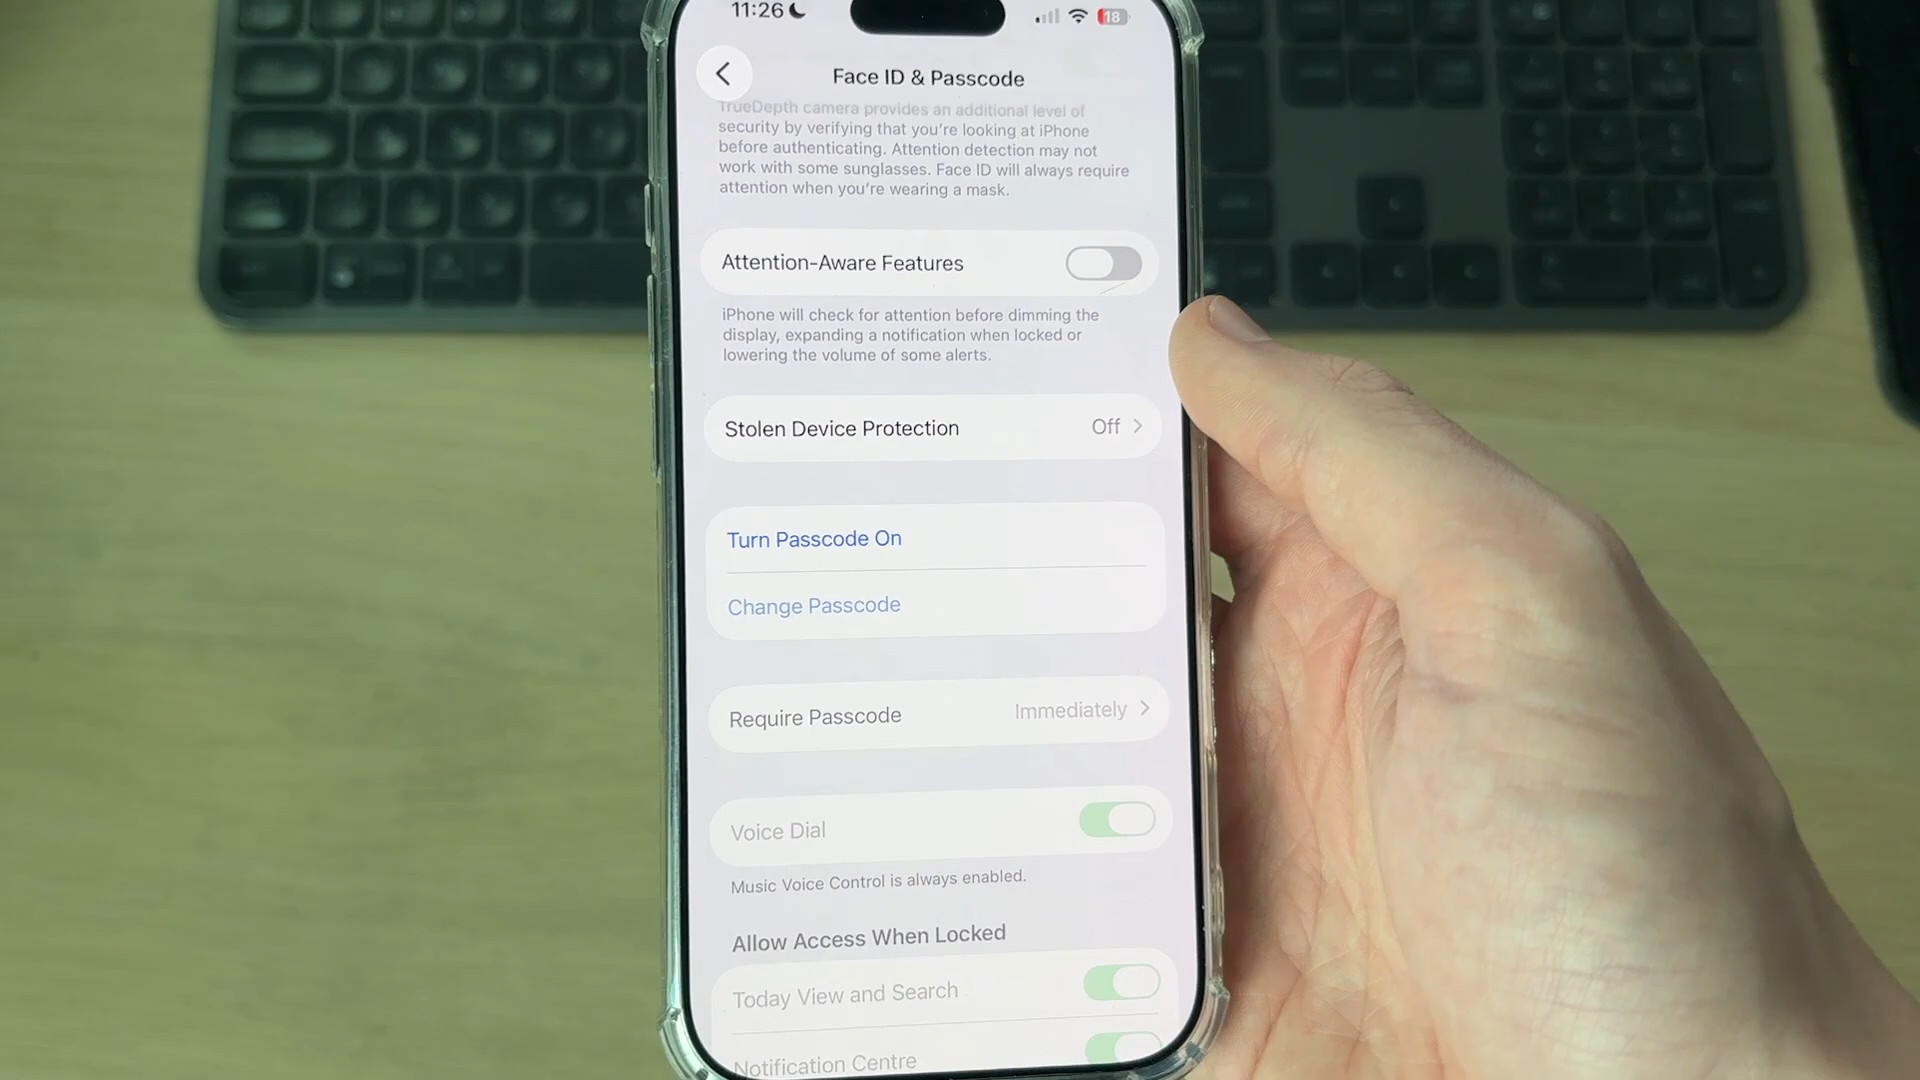 11:26
18
Face ID & Passcode
TrueDepth camera provides an additional level of
security by verifying that you're looking at iPhone
before authenticating. Attention detection may not
work with some sunglasses. Face ID will always require
attention when you're wearing a mask.
Attention-Aware Features
iPhone will check for attention before dimming the
display, expanding a notification when locked or
lowering the volume of some alerts.
Stolen Device Protection Off
Turn Passcode On
Change Passcode
Require Passcode Immediately
Voice Dial
Music Voice Control is always enabled.
Allow Access When Locked
Today View and Search
Notification Centre